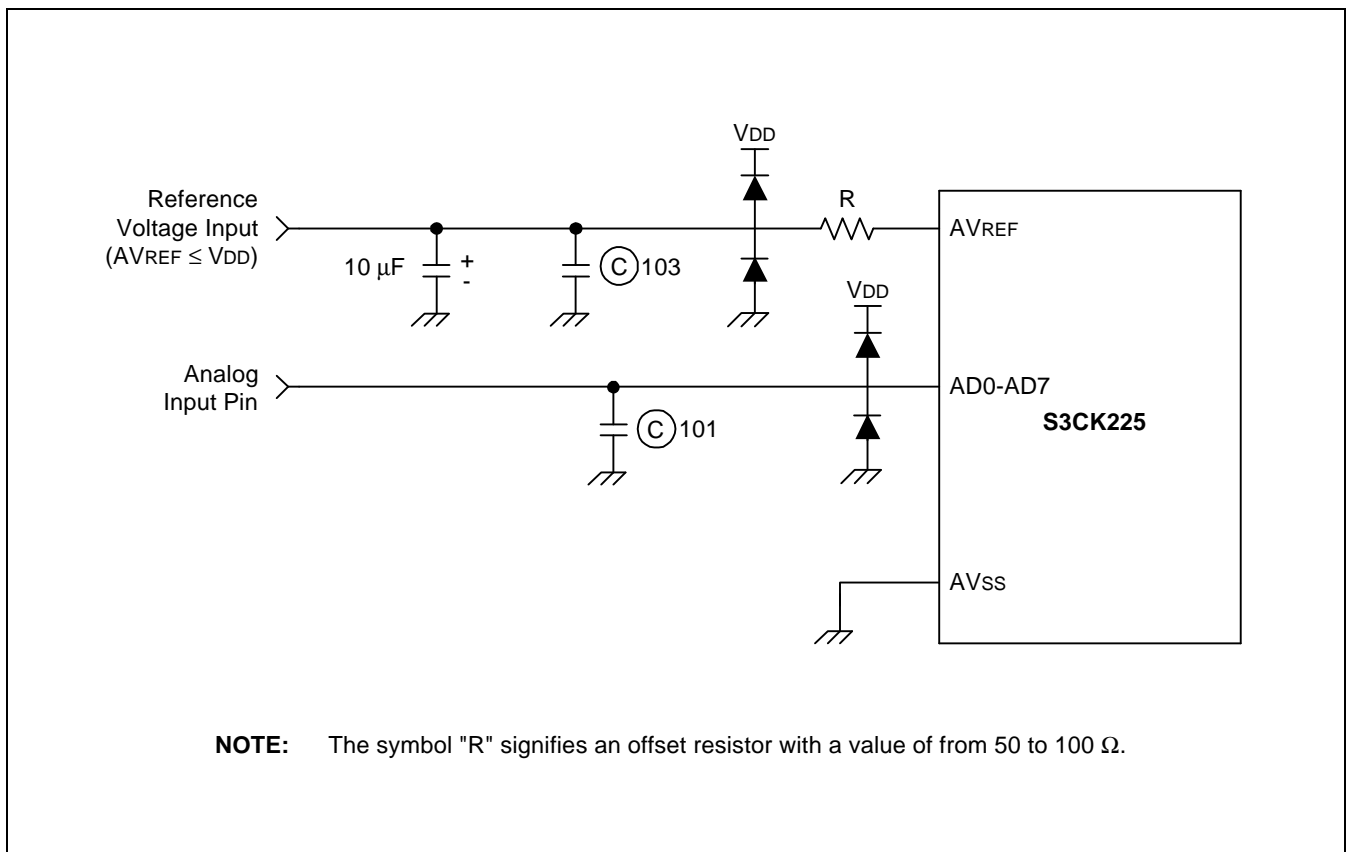 VDD
Reference
Voltage Input
(AVREF ≤ VDD)
R
AVREF
10 μF
+
-
C 103
VDD
Analog
Input Pin
AD0-AD7
S3CK225
C 101
AVSS
NOTE: The symbol "R" signifies an offset resistor with a value of from 50 to 100 Ω.